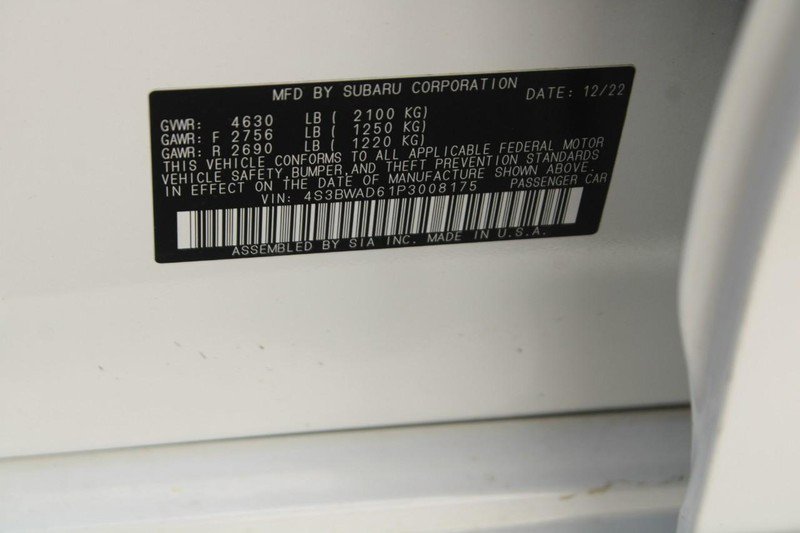 MFD BY SUBARU CORPORATION DATE: 12/22
GVWR: 4630 LB ( 2100 KG)
GAWR: F 2756 LB ( 1250 KG)
GAWR: R 2690 LB ( 1220 KG)
THIS VEHICLE CONFORMS TO ALL APPLICABLE FEDERAL MOTOR
VEHICLE SAFETY,BUMPER,AND THEFT PREVENTION STANDARDS
IN EFFECT ON THE DATE OF MANUFACTURE SHOWN ABOVE.
VIN: 4S3BWAD61P3008175 PASSENGER CAR
ASSEMBLED BY SIA INC. MADE IN U.S.A.